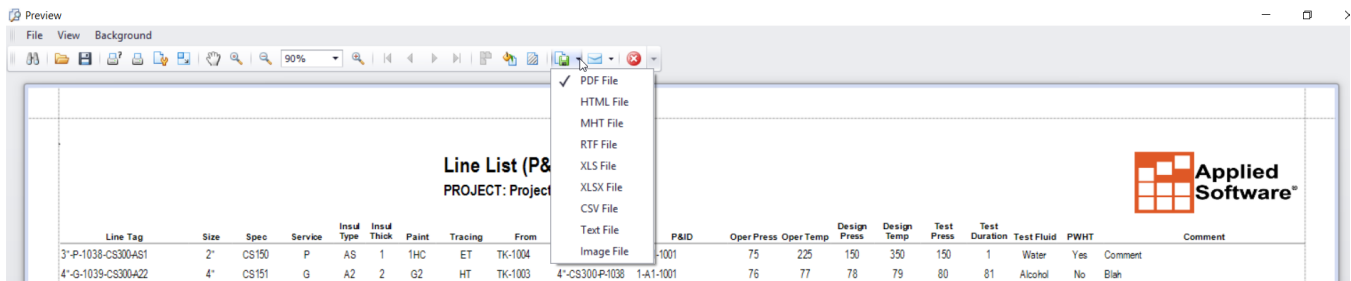 Preview
File View Background
90%
PDF File
HTML File
MHT File
RTF File
XLS File
XLSX File
CSV File
Text File
Image File
Line List (P&
PROJECT: Project
Applied
Software®
Line Tag Size Spec Service Insul Type Insul Thick Paint Tracing From P&ID Oper Press Oper Temp Design Press Design Temp Test Press Test Duration Test Fluid PWHT Comment
3"-P-1038-CS300-AS1 2" CS150 P AS 1 1HC ET TK-1004 -1001 75 225 150 350 150 1 Water Yes Comment
4"-G-1039-CS300-A22 4" CS151 G A2 2 G2 HT TK-1003 4"-CS300-P-1038 1-A1-1001 76 77 78 79 80 81 Alcohol No Blah